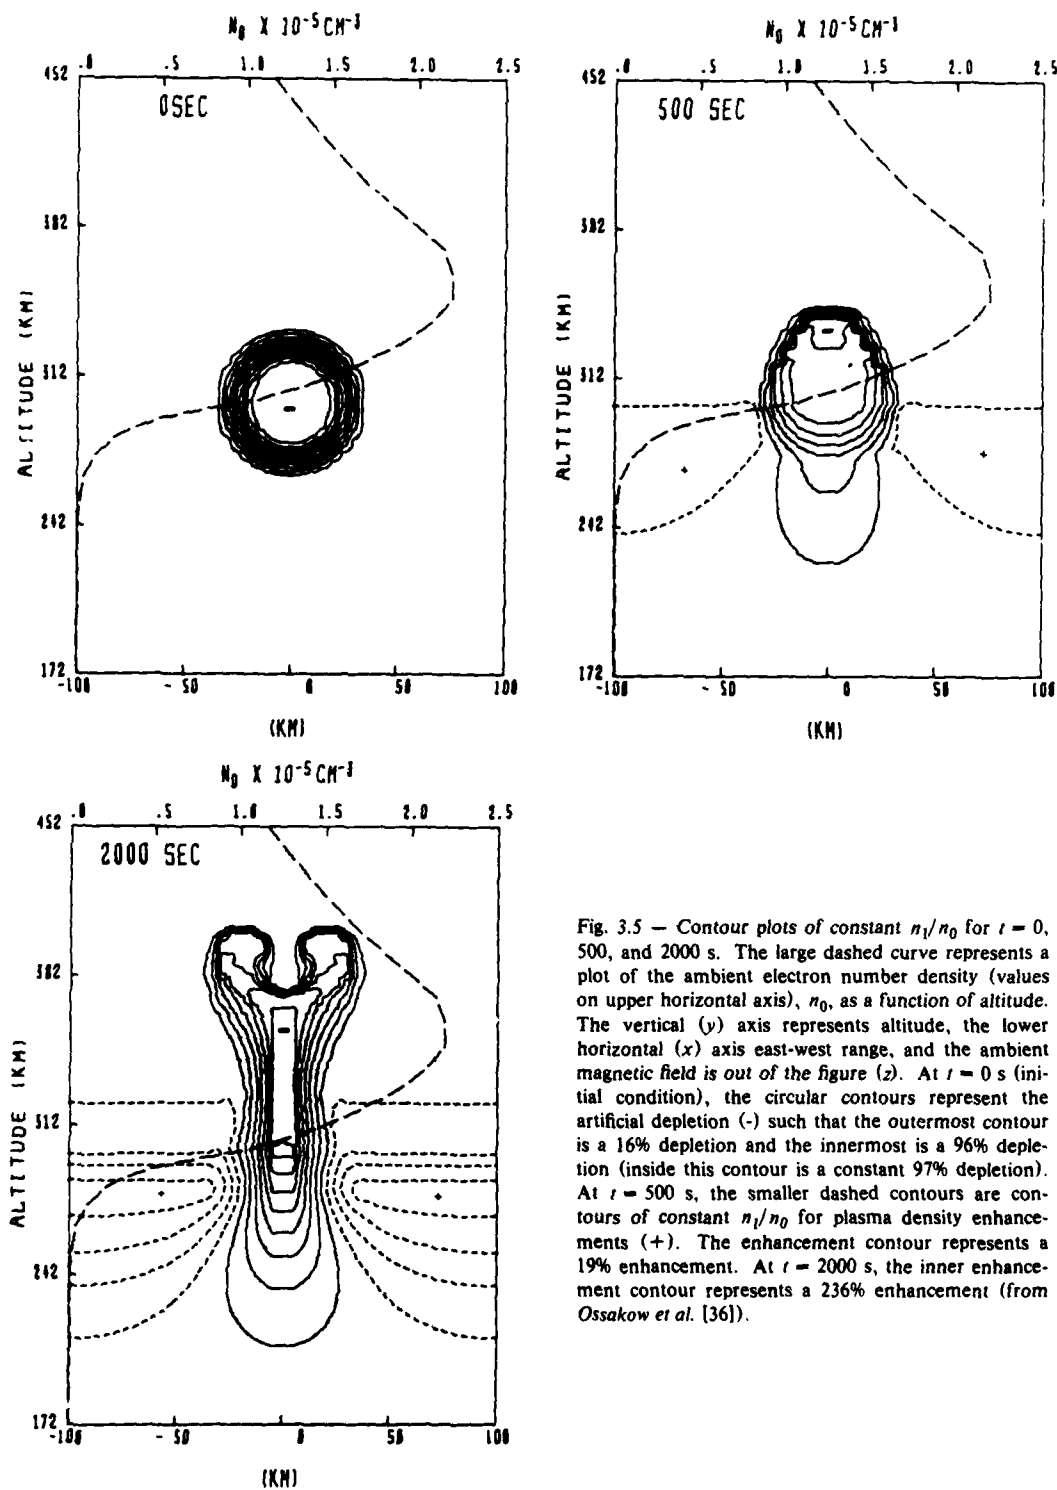 N₀ X 10⁻⁵CM⁻³
.0 .5 1.0 1.5 2.0 2.5
452
0SEC
382
312
242
172
ALTITUDE (KM)
-100 -50 0 50 100
(KM)
N₀ X 10⁻⁵CM⁻³
.0 .5 1.0 1.5 2.0 2.5
452
500 SEC
382
312
242
172
ALTITUDE (KM)
-100 -50 0 50 100
(KM)
N₀ X 10⁻⁵CM⁻³
.0 .5 1.0 1.5 2.0 2.5
452
2000 SEC
382
312
242
172
ALTITUDE (KM)
-100 -50 0 50 100
(KM)
Fig. 3.5 — Contour plots of constant n₁/n₀ for t = 0,
500, and 2000 s. The large dashed curve represents a
plot of the ambient electron number density (values
on upper horizontal axis), n₀, as a function of altitude.
The vertical (y) axis represents altitude, the lower
horizontal (x) axis east-west range, and the ambient
magnetic field is out of the figure (z). At t = 0 s (ini-
tial condition), the circular contours represent the
artificial depletion (-) such that the outermost contour
is a 16% depletion and the innermost is a 96% deple-
tion (inside this contour is a constant 97% depletion).
At t = 500 s, the smaller dashed contours are con-
tours of constant n₁/n₀ for plasma density enhance-
ments (+). The enhancement contour represents a
19% enhancement. At t = 2000 s, the inner enhance-
ment contour represents a 236% enhancement (from
Ossakow et al. [36]).